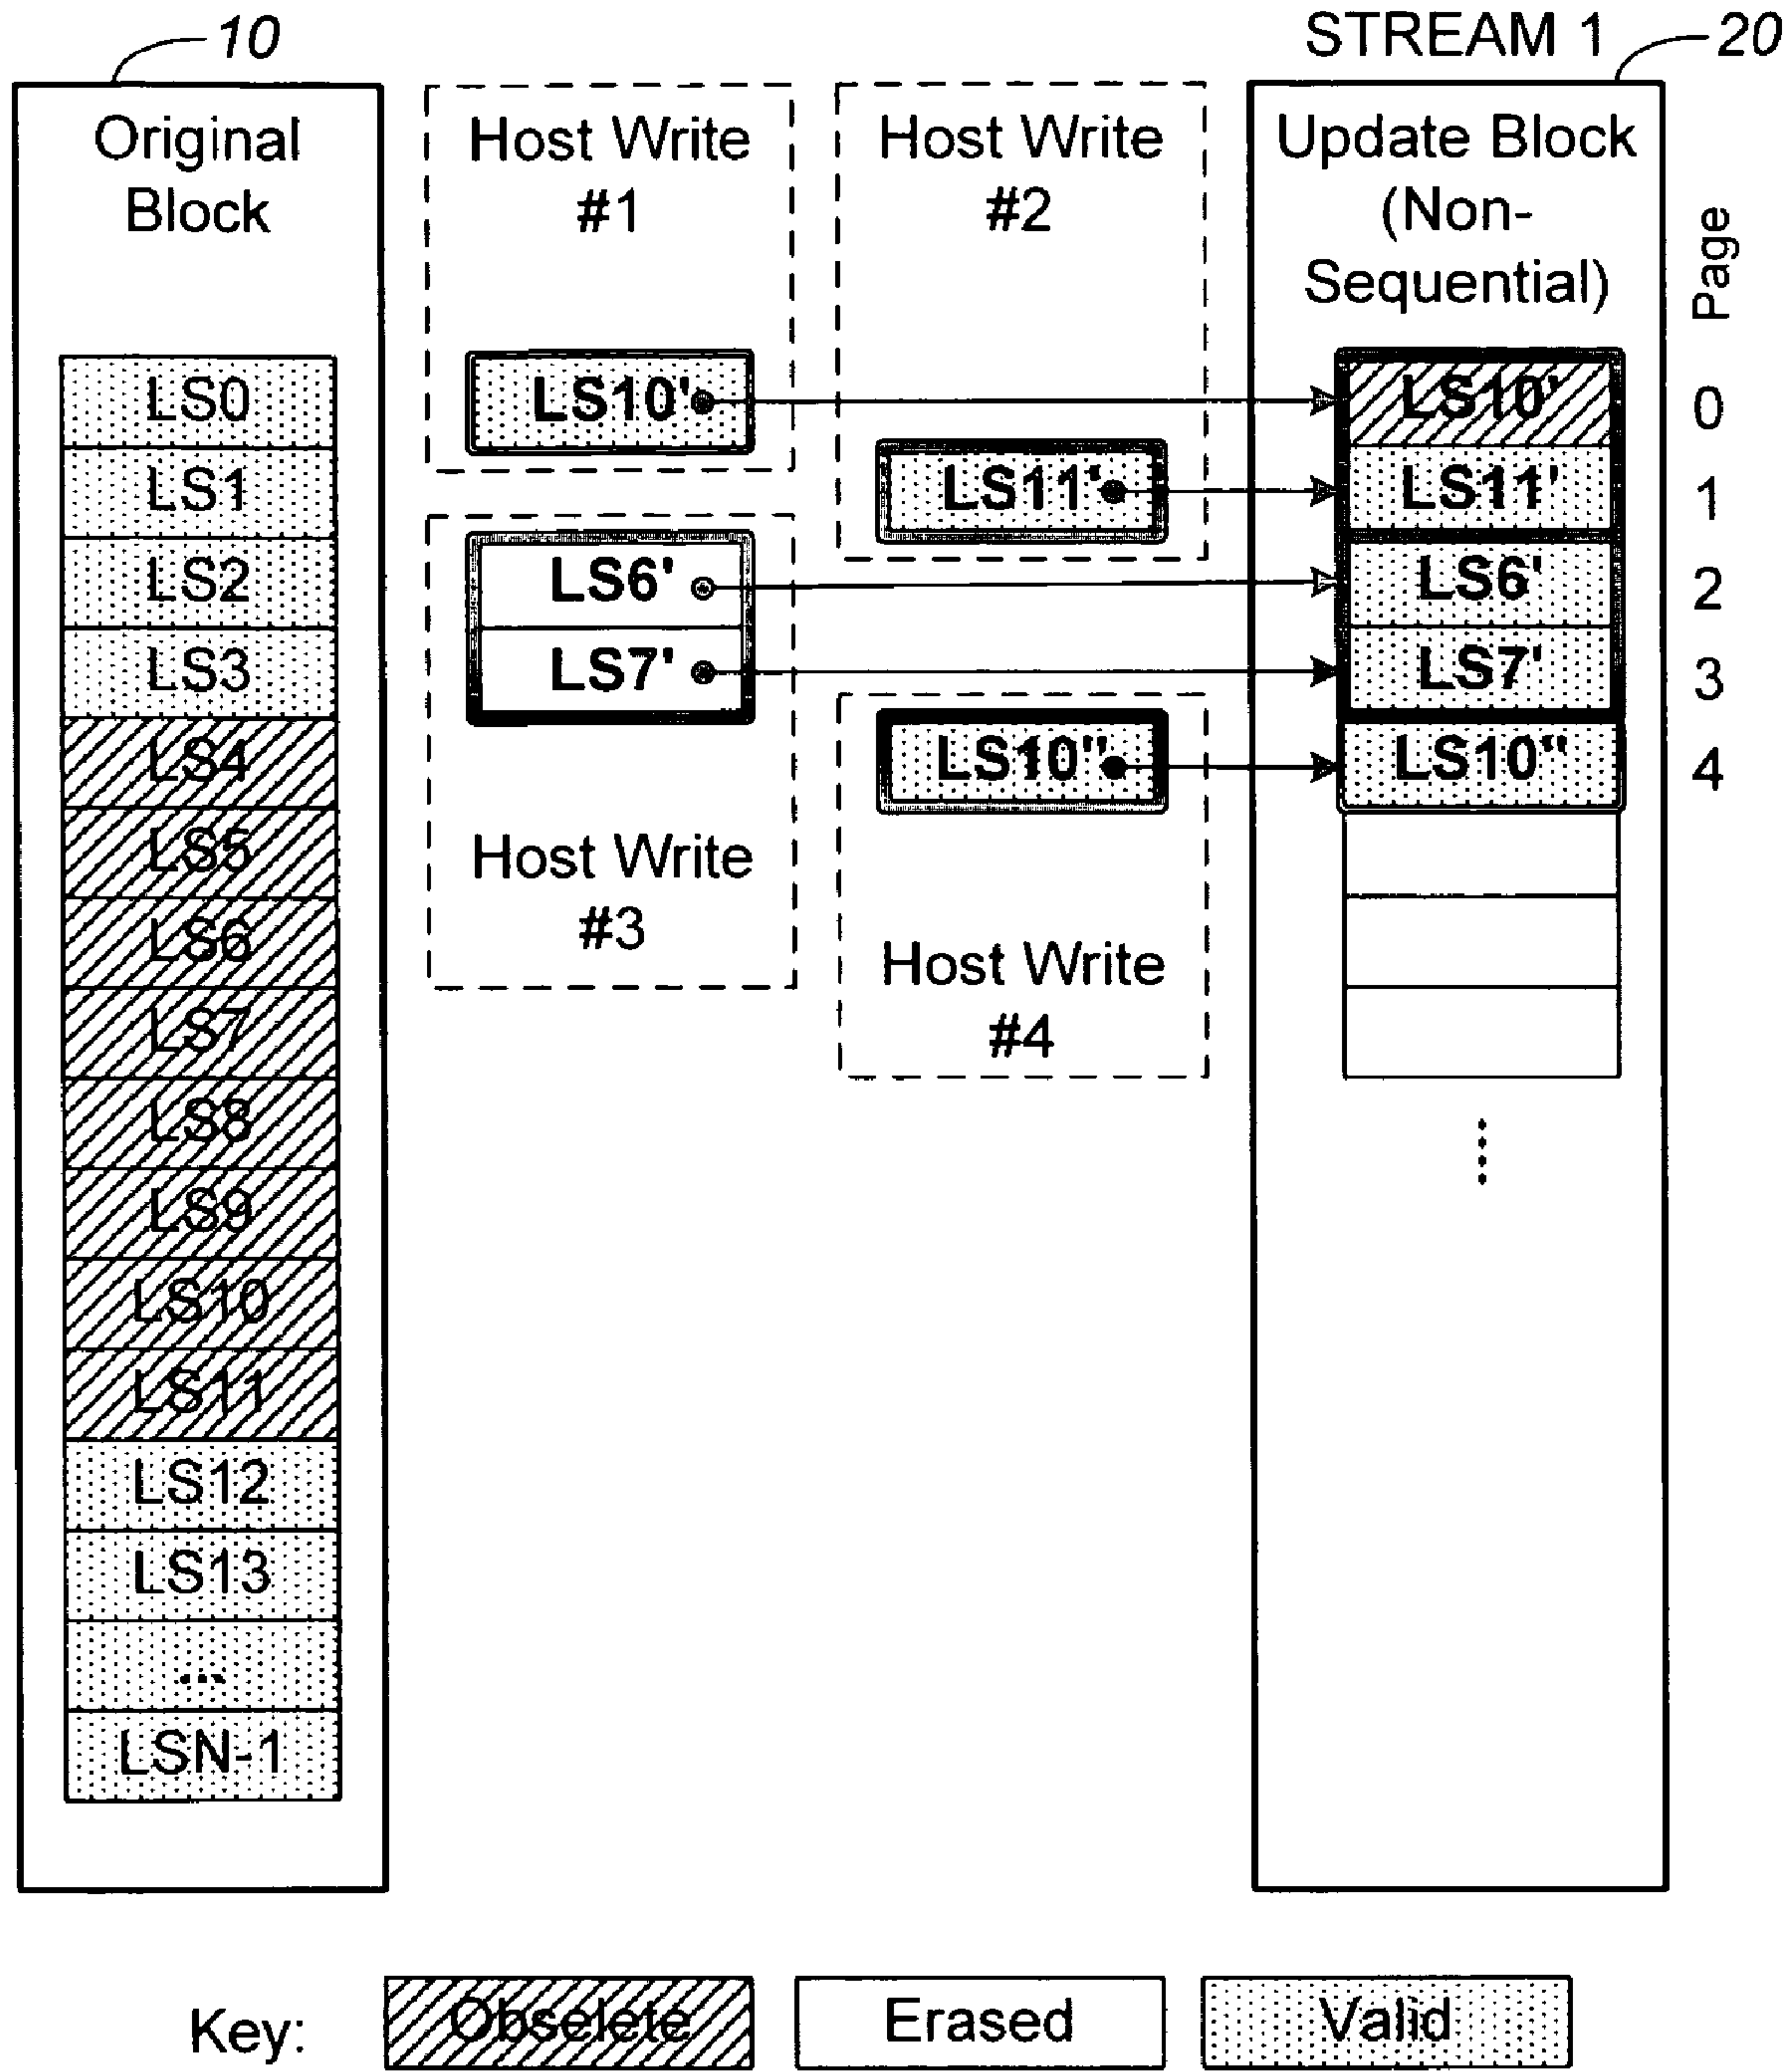 10
Original
Block
LS0
LS1
LS2
LS3
LS4
LS5
LS6
LS7
LS8
LS9
LS10
LS11
LS12
LS13
...
LSN-1
Host Write
#1
LS10'
Host Write
#2
LS11'
LS6'
LS7'
Host Write
#3
LS10"
Host Write
#4
STREAM 1
20
Update Block
(Non-
Sequential)
Page
LS10'
0
LS11'
1
LS6'
2
LS7'
3
LS10"
4
Key:
Obselete
Erased
Valid